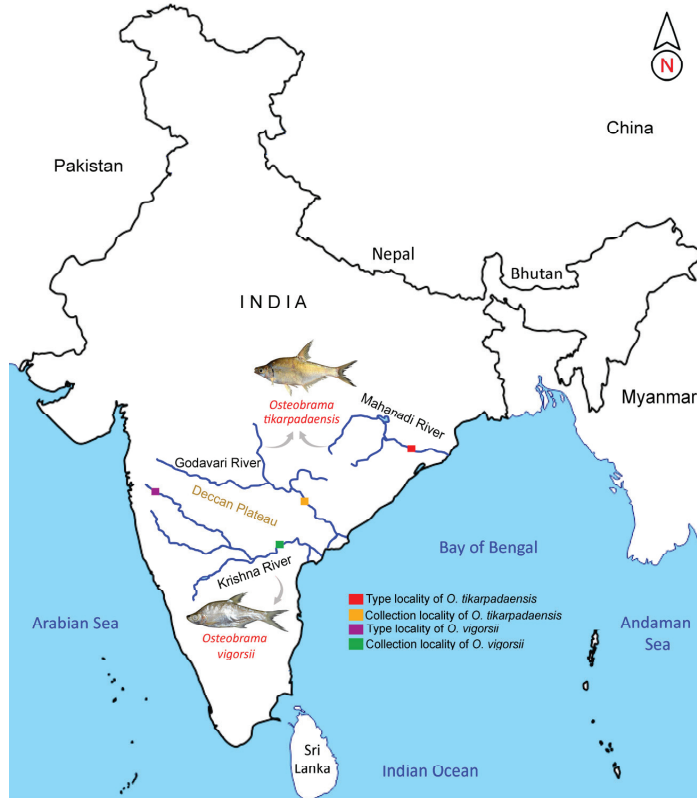 N
China
Pakistan
Nepal
Bhutan
INDIA
Myanmar
Osteobrama
tikarpadaensis
Mahanadi River
Godavari River
Deccan Plateau
Bay of Bengal
Krishna River
Type locality of O. tikarpadaensis
Collection locality of O. tikarpadaensis
Type locality of O. vigorsii
Collection locality of O. vigorsii
Arabian Sea
Osteobrama
vigorsii
Andaman
Sea
Sri
Lanka
Indian Ocean